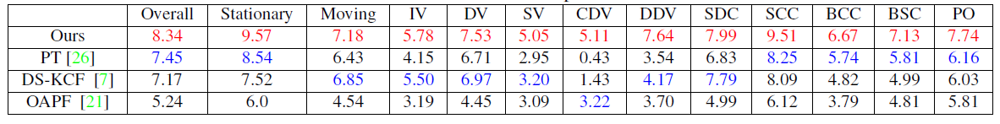 Overall Stationary Moving IV DV SV CDV DDV SDC SCC BCC BSC PO
Ours 8.34 9.57 7.18 5.78 7.53 5.05 5.11 7.64 7.99 9.51 6.67 7.13 7.74
PT [26] 7.45 8.54 6.43 4.15 6.71 2.95 0.43 3.54 6.83 8.25 5.74 5.81 6.16
DS-KCF [7] 7.17 7.52 6.85 5.50 6.97 3.20 1.43 4.17 7.79 8.09 4.82 4.99 6.03
OAPF [21] 5.24 6.0 4.54 3.19 4.45 3.09 3.22 3.70 4.99 6.12 3.79 4.81 5.81